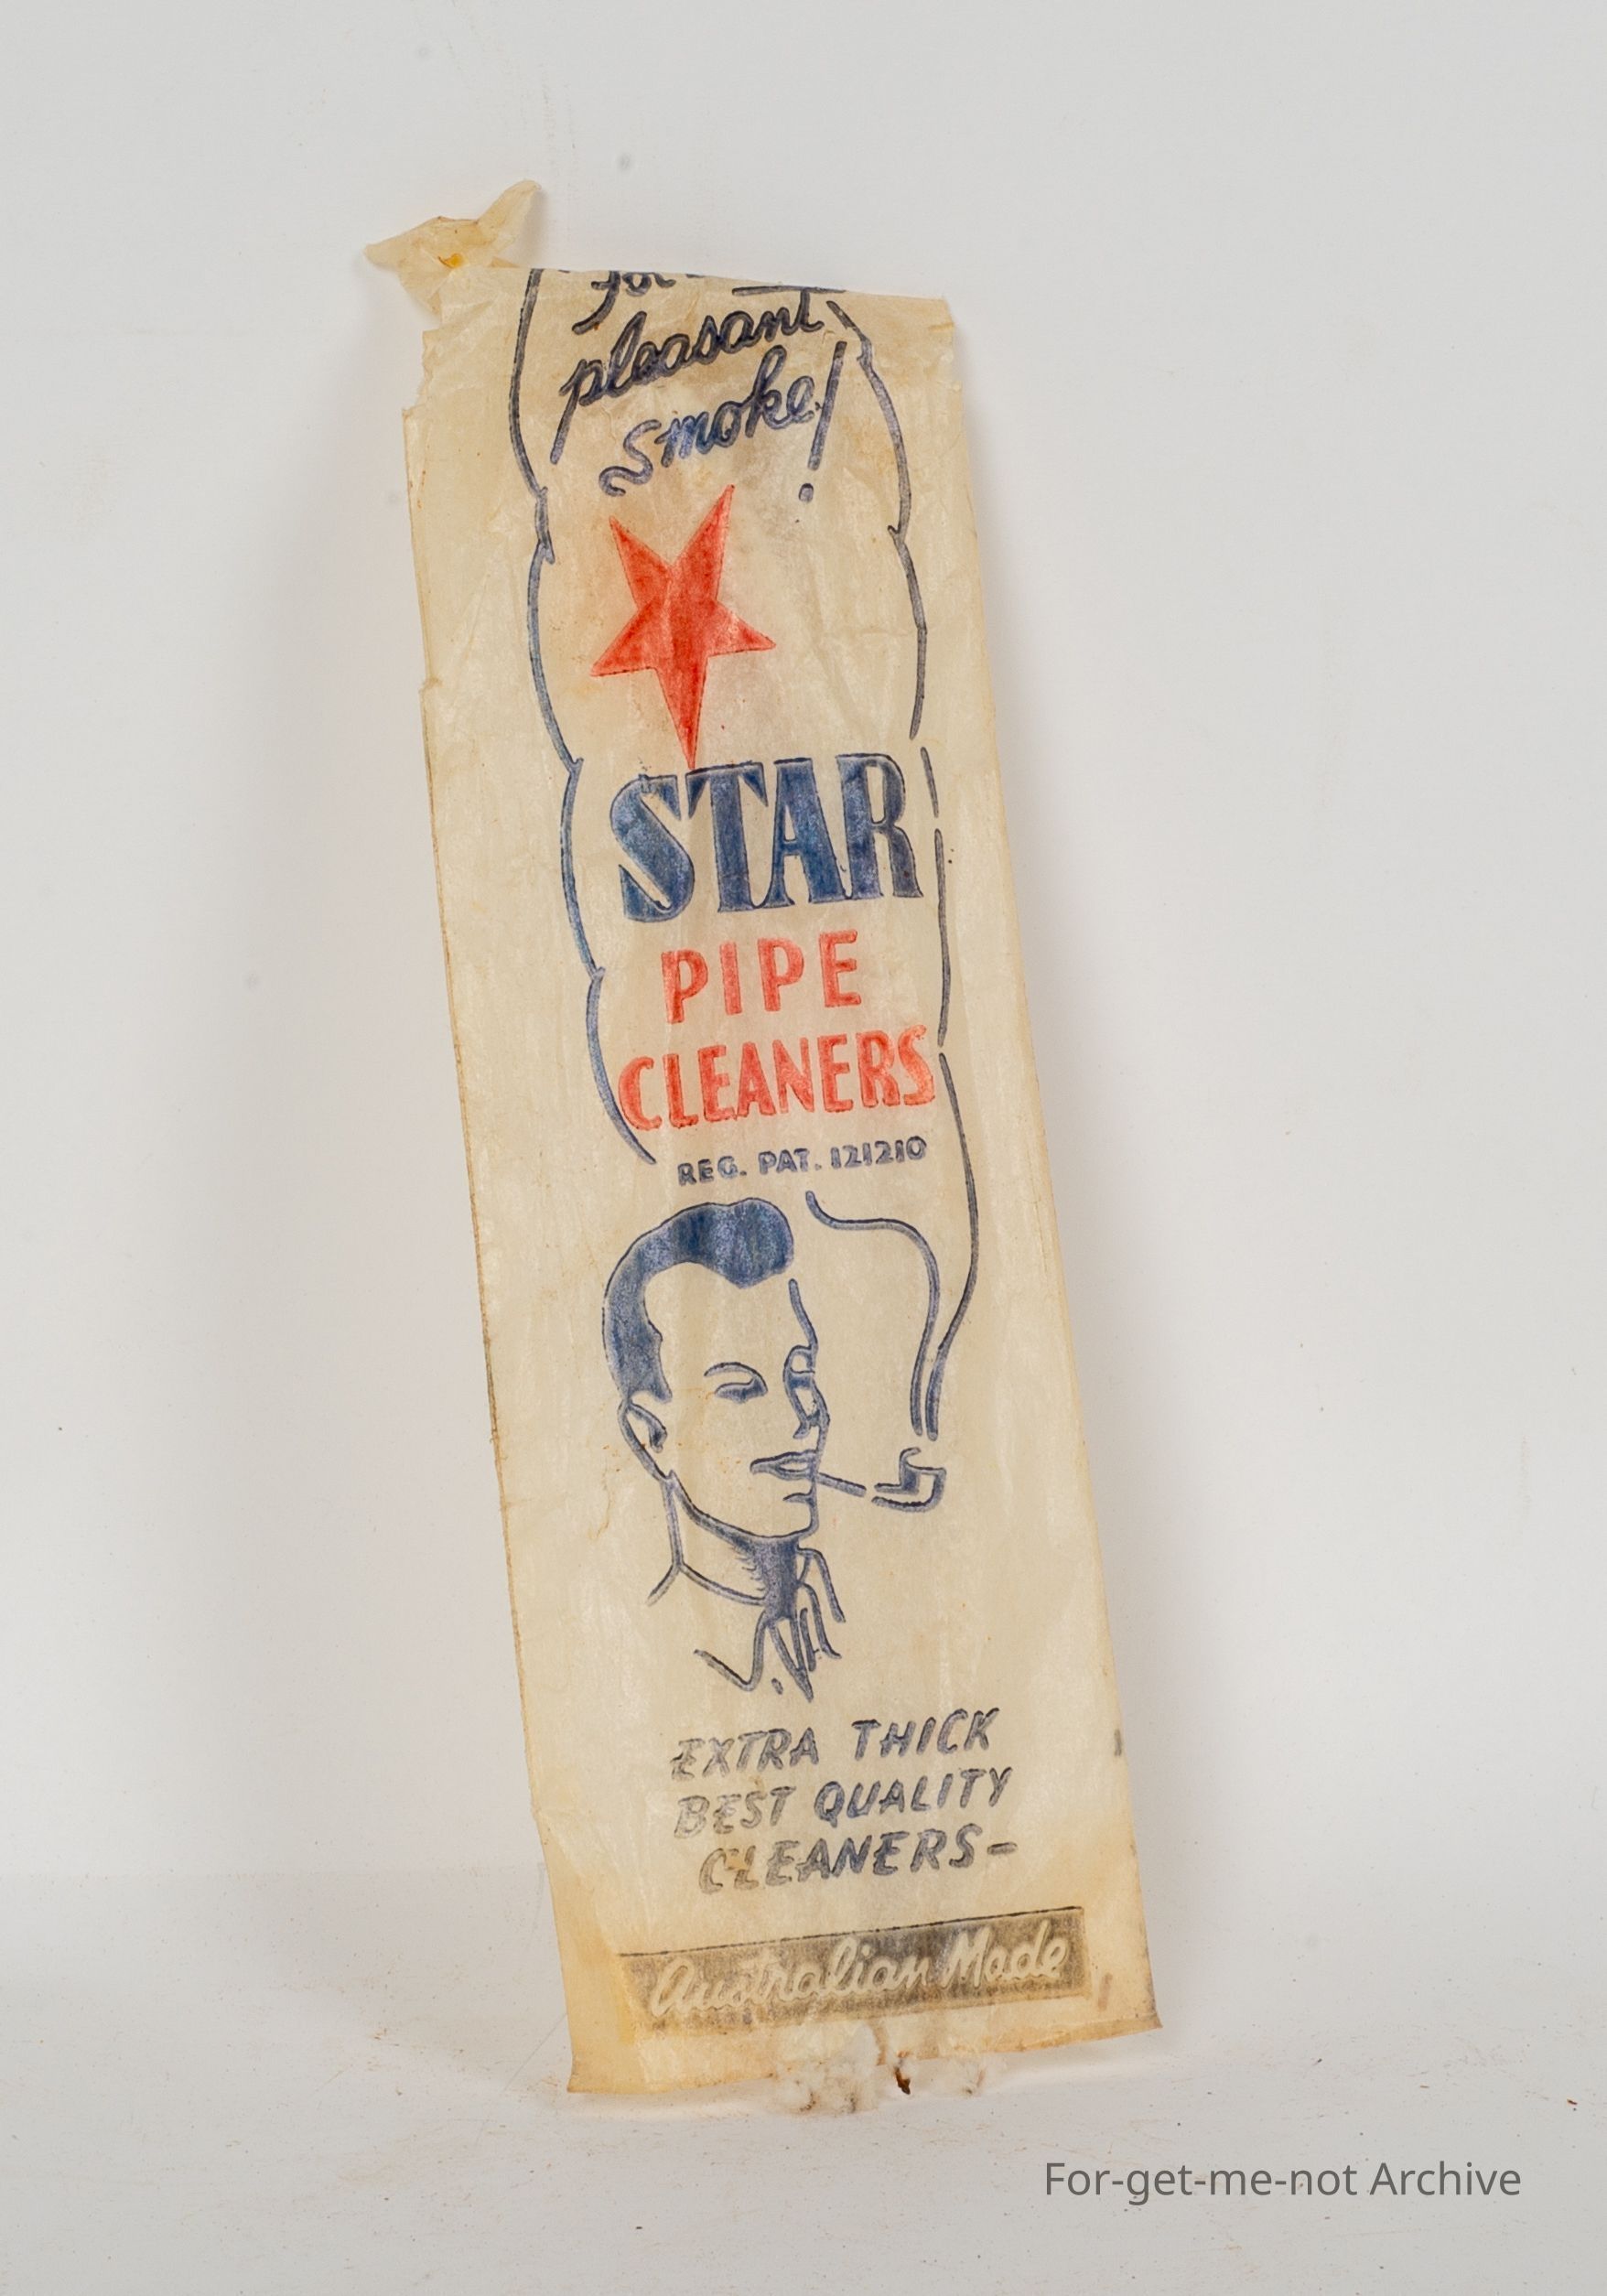 For
pleasant
Smoke!
STAR
PIPE
CLEANERS
REG. PAT. 121210
EXTRA THICK
BEST QUALITY
CLEANERS-
Australian Made
For-get-me-not Archive